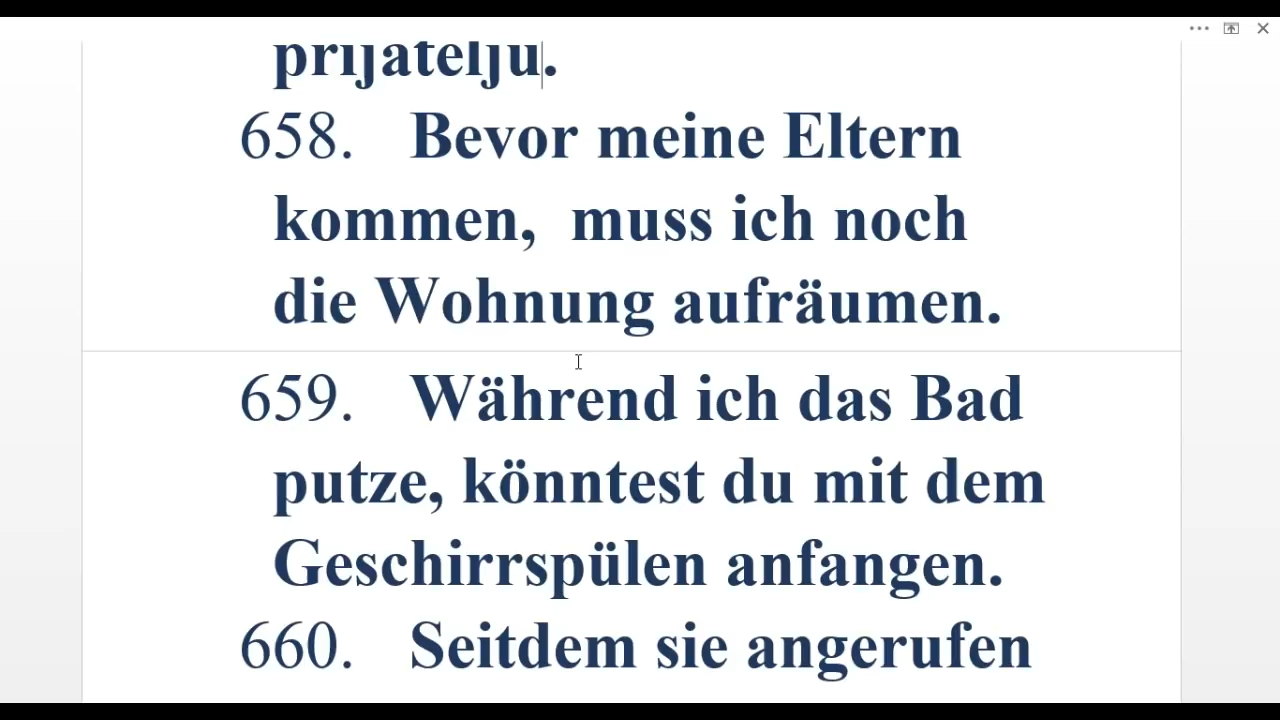 prijatelju.
658. Bevor meine Eltern
kommen, muss ich noch
die Wohnung aufräumen.
659. Während ich das Bad
putze, könntest du mit dem
Geschirrspülen anfangen.
660. Seitdem sie angerufen